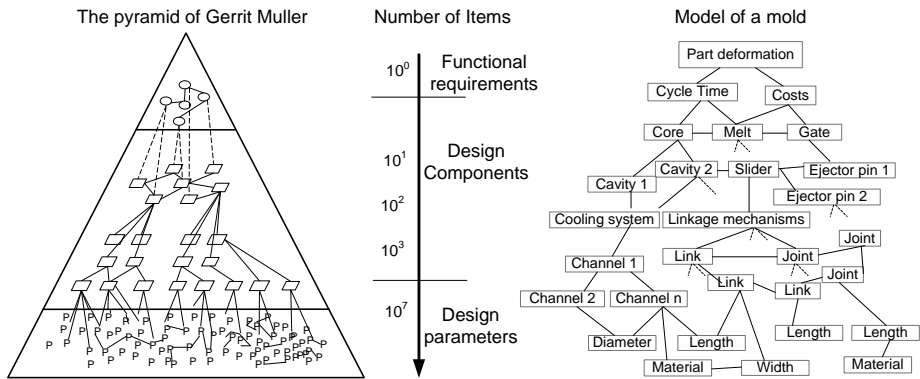 The pyramid of Gerrit Muller
Number of Items
Model of a mold
10⁰
Functional
requirements
10¹
Design
Components
10²
10³
10⁷
Design
parameters
Part deformation
Cycle Time
Costs
Core
Melt
Gate
Cavity 1
Cavity 2
Slider
Ejector pin 1
Ejector pin 2
Cooling system
Linkage mechanisms
Channel 1
Link
Joint
Joint
Channel 2
Channel n
Link
Link
Joint
Diameter
Length
Length
Length
Material
Width
Material
P P P P P P P P P P P P
P P P P P P P P P P P P
P P P P P P P P P P P P
P P P P P P P P P P P P